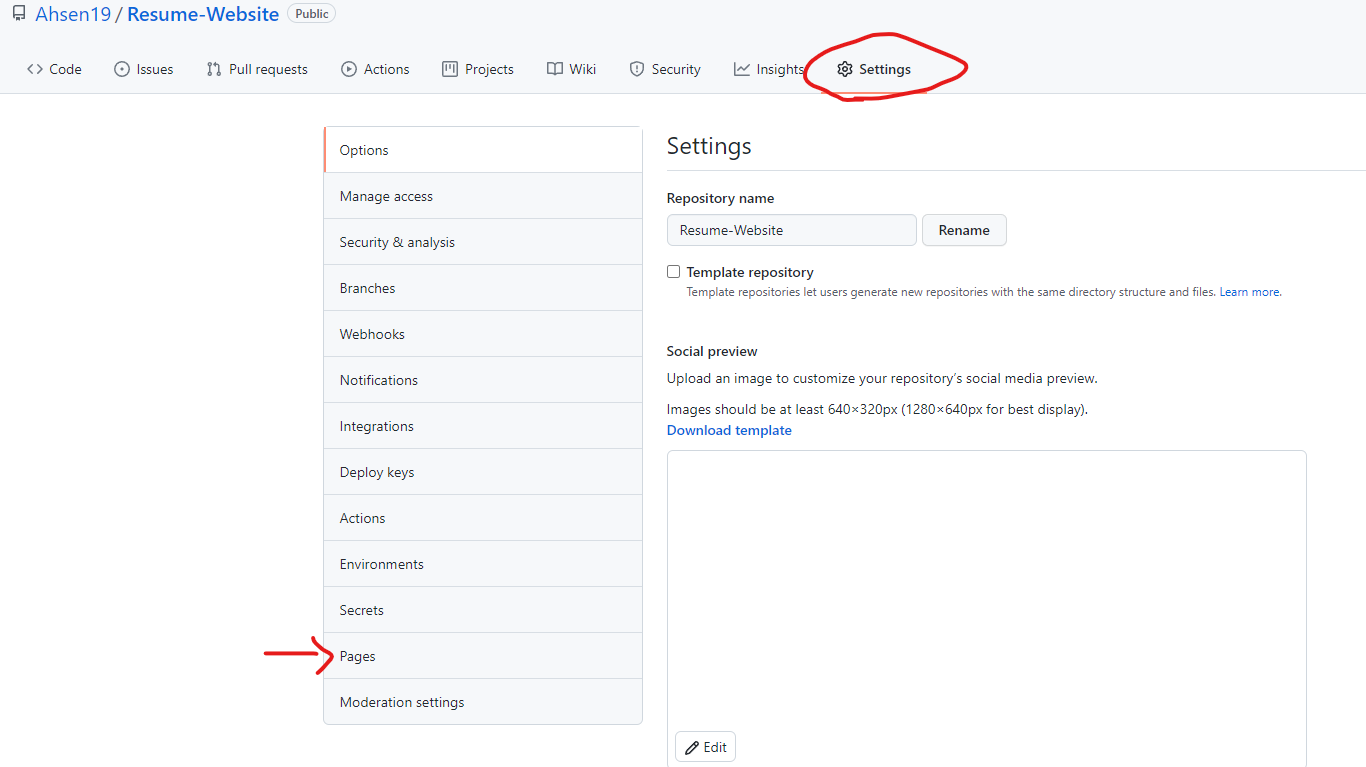 Ahsen19 / Resume-Website Public
Code Issues Pull requests Actions Projects Wiki Security Insights Settings
Options
Manage access
Security & analysis
Branches
Webhooks
Notifications
Integrations
Deploy keys
Actions
Environments
Secrets
Pages
Moderation settings
Settings
Repository name
Resume-Website Rename
Template repository
Template repositories let users generate new repositories with the same directory structure and files. Learn more.
Social preview
Upload an image to customize your repository’s social media preview.
Images should be at least 640×320px (1280×640px for best display).
Download template
Edit